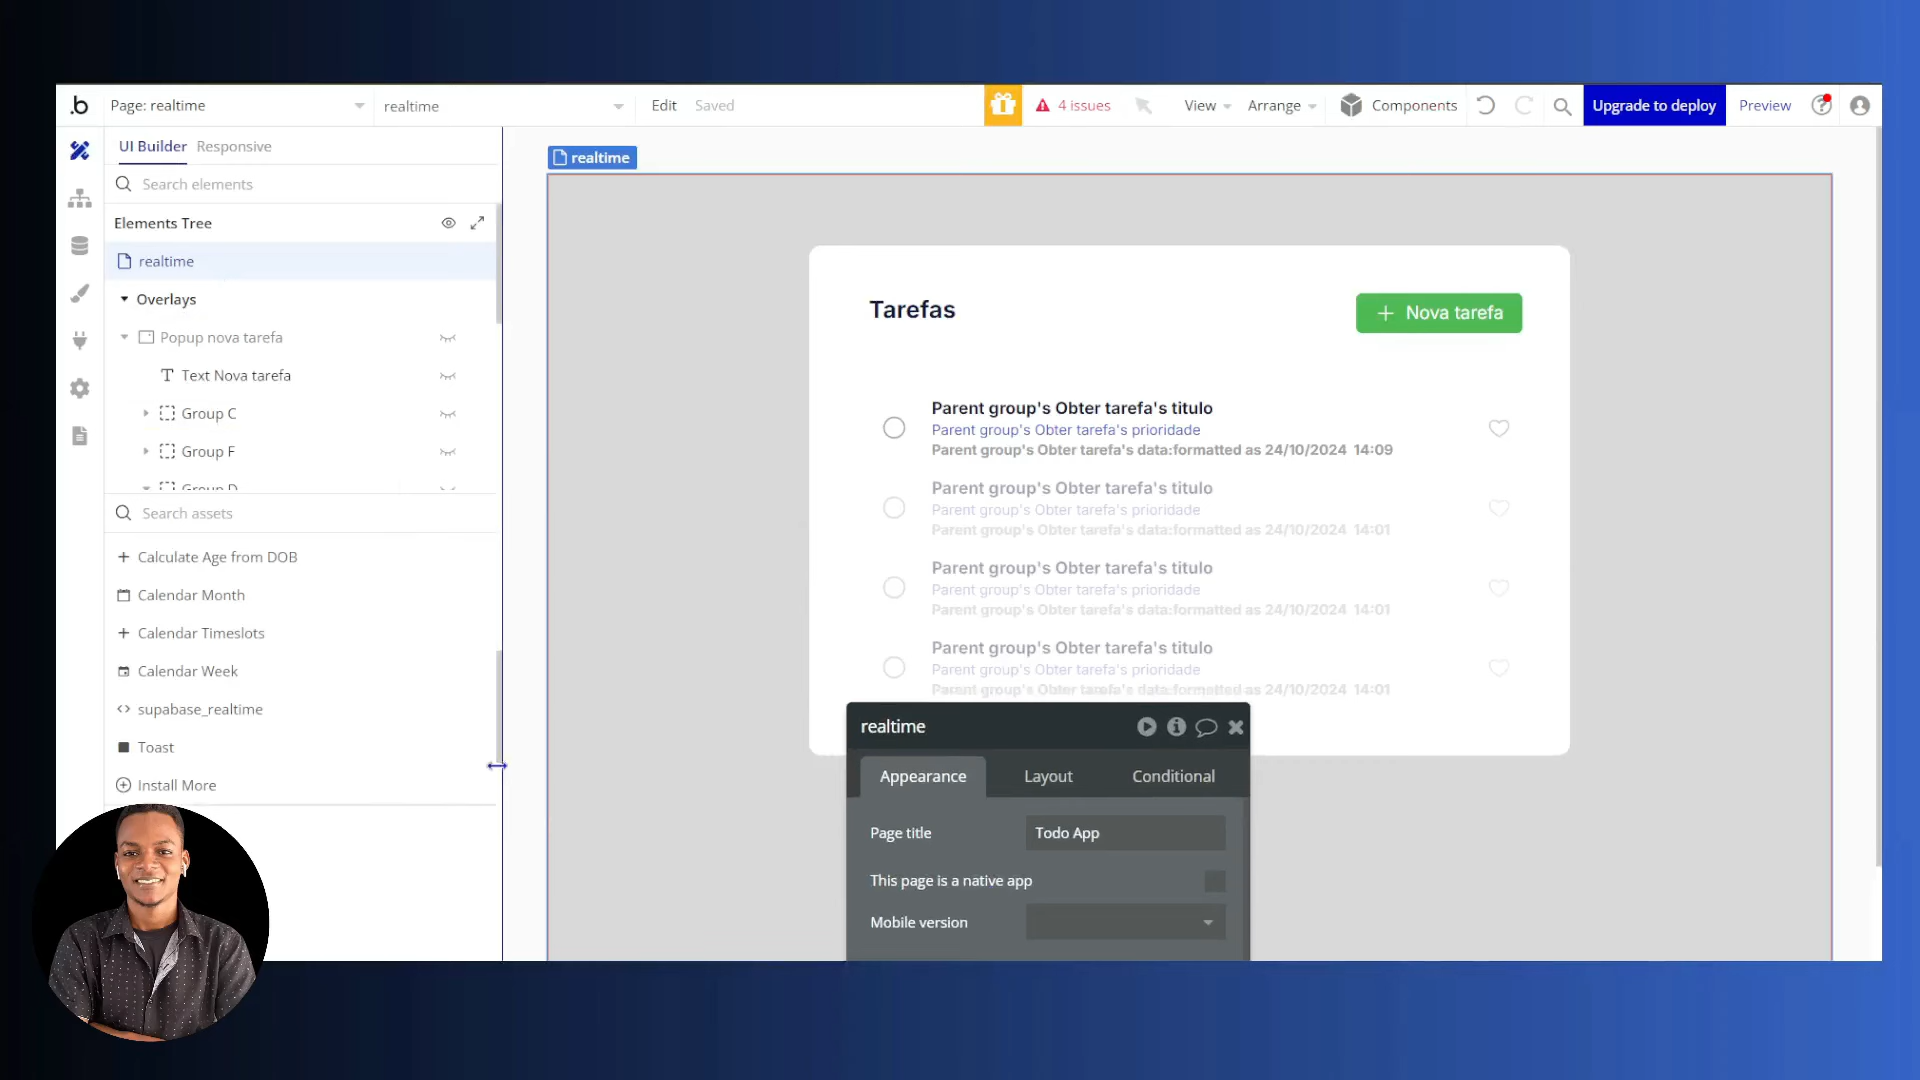 .b Page: realtime realtime Edit Saved 4 issues View Arrange Components Upgrade to deploy Preview
UI Builder Responsive
Search elements
Elements Tree
realtime
Overlays
Popup nova tarefa
Text Nova tarefa
Group C
Group F
Group D
Search assets
Calculate Age from DOB
Calendar Month
Calendar Timeslots
Calendar Week
supabase_realtime
Toast
Install More
realtime
Tarefas
+ Nova tarefa
Parent group's Obter tarefa's titulo
Parent group's Obter tarefa's prioridade
Parent group's Obter tarefa's data:formatted as 24/10/2024 14:09
Parent group's Obter tarefa's titulo
Parent group's Obter tarefa's prioridade
Parent group's Obter tarefa's data:formatted as 24/10/2024 14:01
Parent group's Obter tarefa's titulo
Parent group's Obter tarefa's prioridade
Parent group's Obter tarefa's data:formatted as 24/10/2024 14:01
Parent group's Obter tarefa's titulo
Parent group's Obter tarefa's prioridade
Parent group's Obter tarefa's data:formatted as 24/10/2024 14:01
realtime
Appearance Layout Conditional
Page title Todo App
This page is a native app
Mobile version